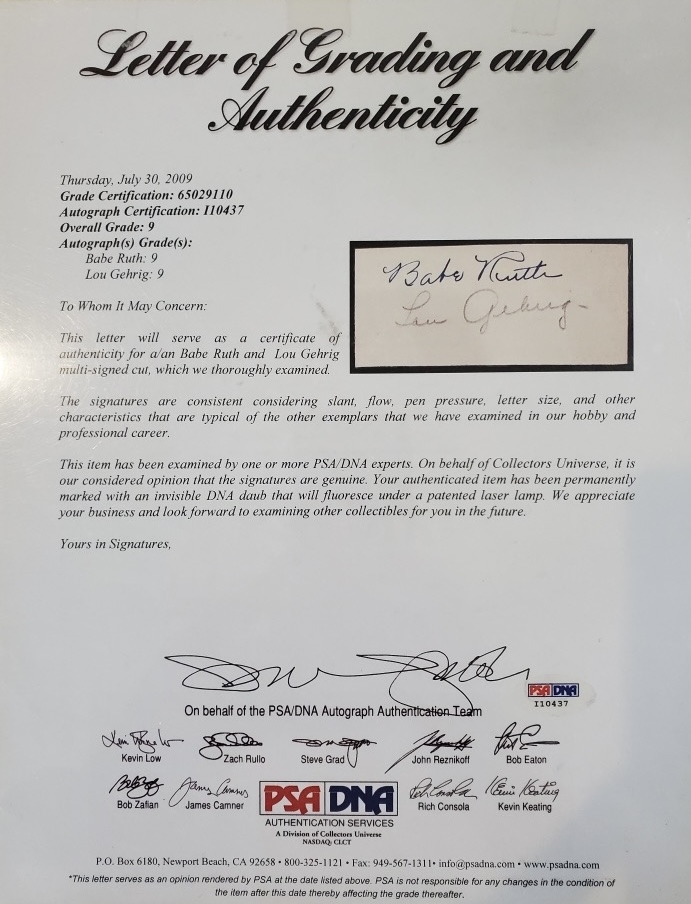 Letter of Grading and
Authenticity
Thursday, July 30, 2009
Grade Certification: 65029110
Autograph Certification: I10437
Overall Grade: 9
Autograph(s) Grade(s):
Babe Ruth: 9
Lou Gehrig: 9
Babe Ruth
Lou Gehrig
To Whom It May Concern:
This letter will serve as a certificate of
authenticity for a/an Babe Ruth and Lou Gehrig
multi-signed cut, which we thoroughly examined.
The signatures are consistent considering slant, flow, pen pressure, letter size, and other
characteristics that are typical of the other exemplars that we have examined in our hobby and
professional career.
This item has been examined by one or more PSA/DNA experts. On behalf of Collectors Universe, it is
our considered opinion that the signatures are genuine. Your authenticated item has been permanently
marked with an invisible DNA daub that will fluoresce under a patented laser lamp. We appreciate
your business and look forward to examining other collectibles for you in the future.
Yours in Signatures,
PSA DNA
I10437
On behalf of the PSA/DNA Autograph Authentication Team
Kevin Low
Zach Rullo
Steve Grad
John Reznikoff
Bob Eaton
James Camner
Kevin Keating
Bob Zafian
James Camner
Rich Consola
Kevin Keating
PSA DNA
AUTHENTICATION SERVICES
A Division of Collectors Universe
NASDAQ: CLCT
P.O. Box 6180, Newport Beach, CA 92658 • 800-325-1121 • Fax: 949-567-1311• info@psadna.com • www.psadna.com
*This letter serves as an opinion rendered by PSA at the date listed above. PSA is not responsible for any changes in the condition of
the item after this date thereby affecting the grade thereafter.